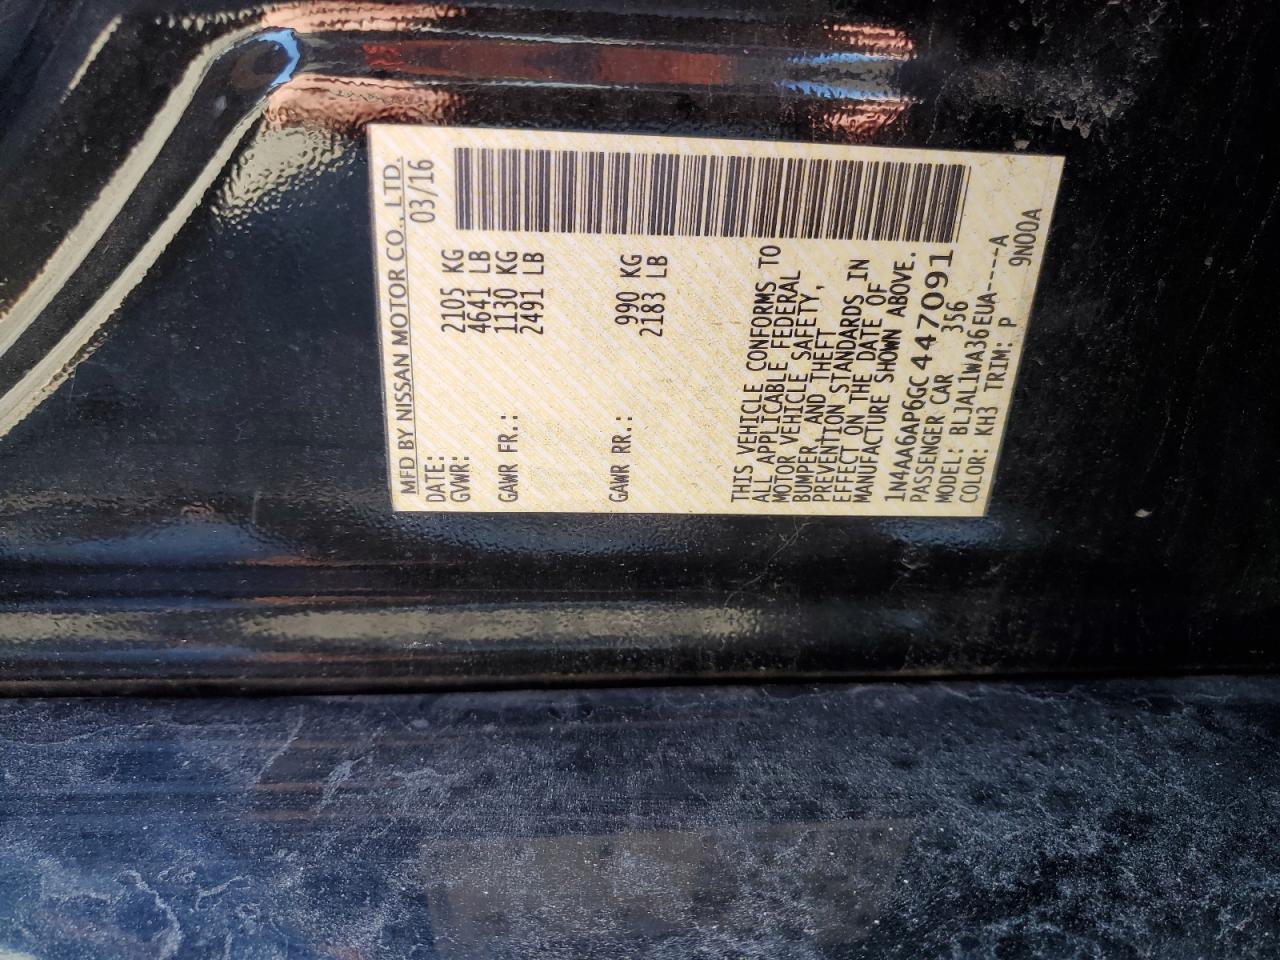 MFD BY NISSAN MOTOR CO., LTD.
DATE: 03/16
GVWR: 2105 KG
4641 LB
GAWR FR.: 1130 KG
2491 LB
GAWR RR.: 990 KG
2183 LB
THIS VEHICLE CONFORMS TO
ALL APPLICABLE FEDERAL
MOTOR VEHICLE SAFETY,
BUMPER, AND THEFT
PREVENTION STANDARDS IN
EFFECT ON THE DATE OF
MANUFACTURE SHOWN ABOVE.
1N4AA6AP6GC447091
PASSENGER CAR 356
MODEL: BLJAL1WA36EUA----A
COLOR: KH3 TRIM: P 9N00A